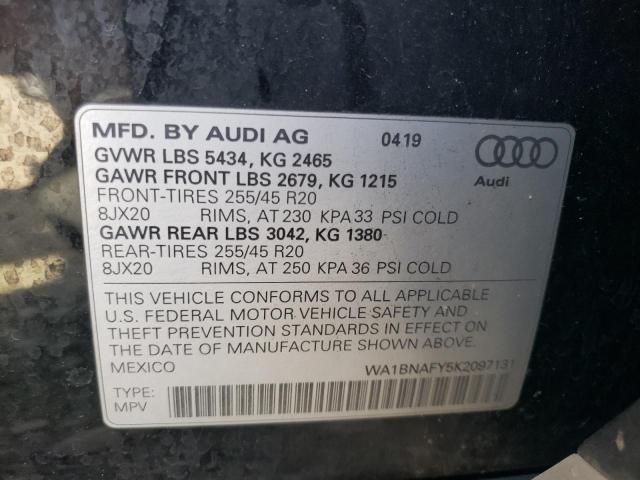 MFD. BY AUDI AG 0419
GVWR LBS 5434, KG 2465
GAWR FRONT LBS 2679, KG 1215
FRONT-TIRES 255/45 R20
8JX20 RIMS, AT 230 KPA 33 PSI COLD
GAWR REAR LBS 3042, KG 1380
REAR-TIRES 255/45 R20
8JX20 RIMS, AT 250 KPA 36 PSI COLD
Audi
THIS VEHICLE CONFORMS TO ALL APPLICABLE
U.S. FEDERAL MOTOR VEHICLE SAFETY AND
THEFT PREVENTION STANDARDS IN EFFECT ON
THE DATE OF MANUFACTURE SHOWN ABOVE.
MEXICO WA1BNAFY5K2097131
TYPE:
MPV